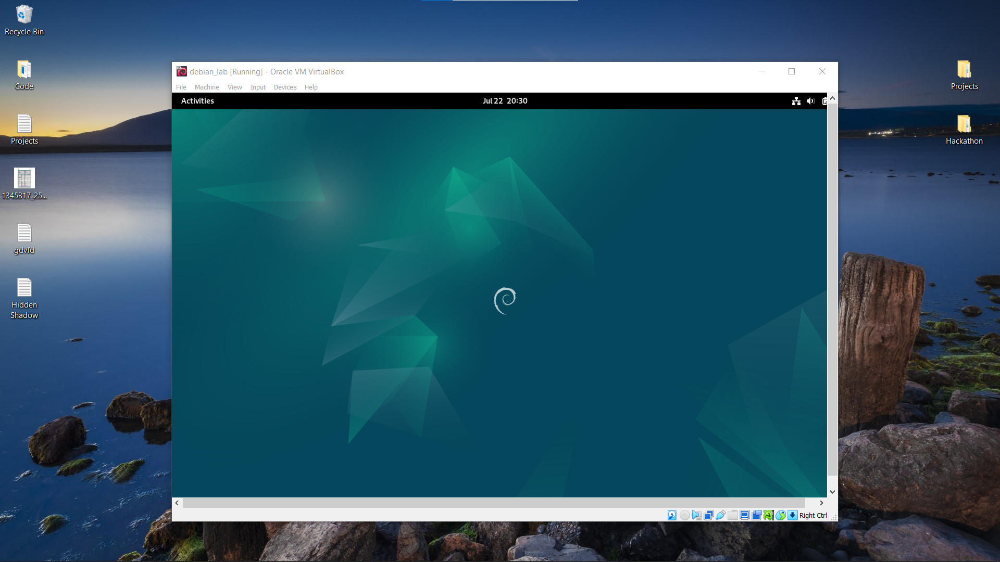 Recycle Bin
Code
Projects
1345317_25...
gdvfd
Hidden
Shadow
debian_lab [Running] - Oracle VM VirtualBox
File Machine View Input Devices Help
Activities
Jul 22 20:30
Right Ctrl
Projects
Hackathon